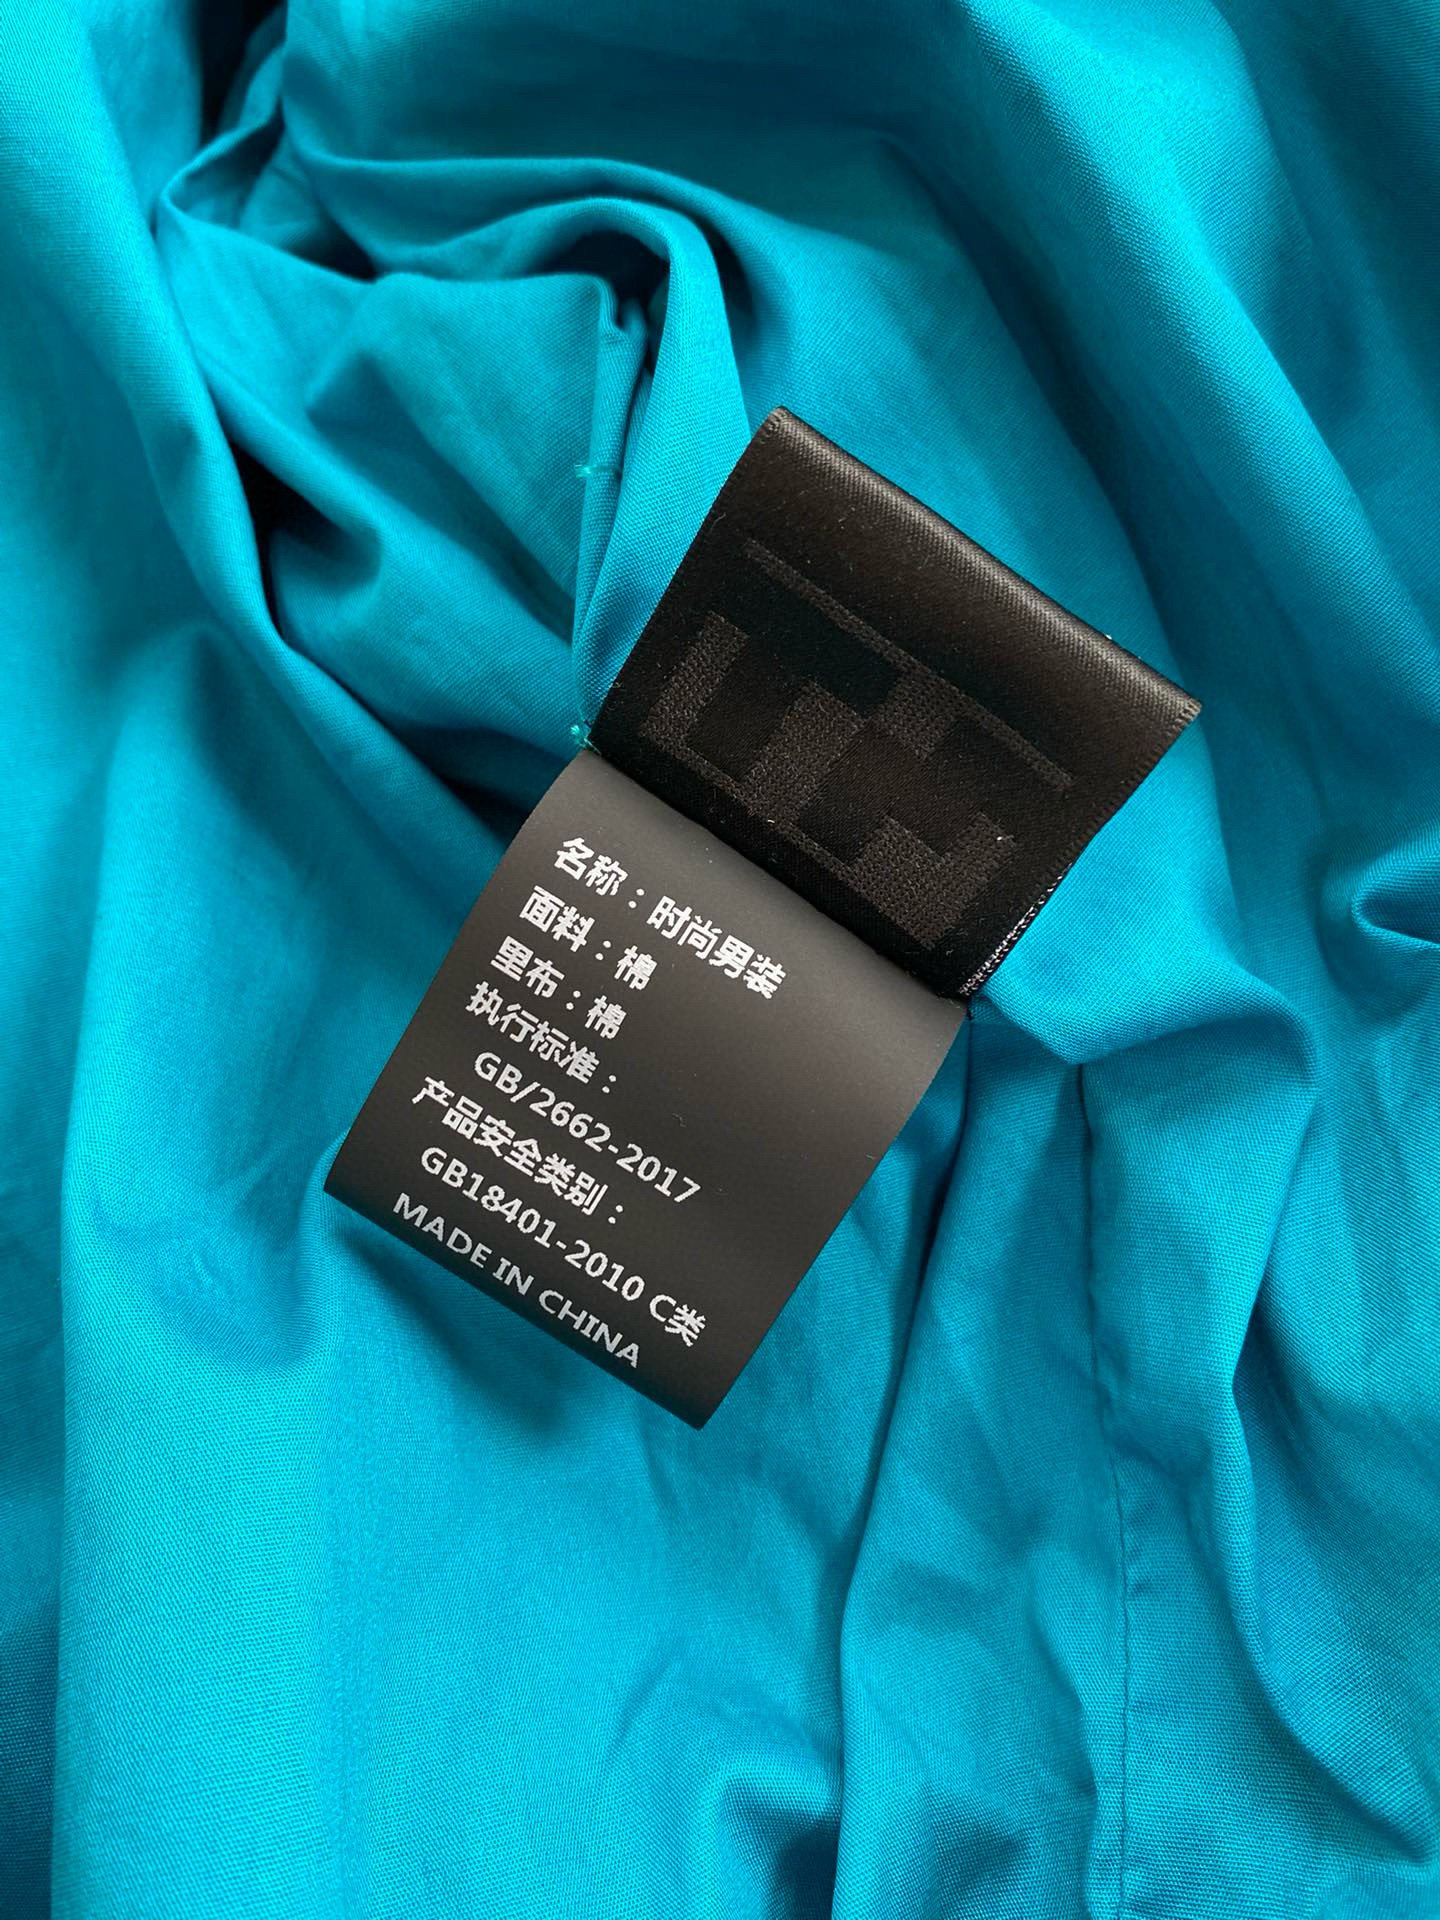 名称：时尚男装
面料：棉
里布：棉
执行标准：
GB/2662-2017
产品安全类别：
GB18401-2010 C类
MADE IN CHINA